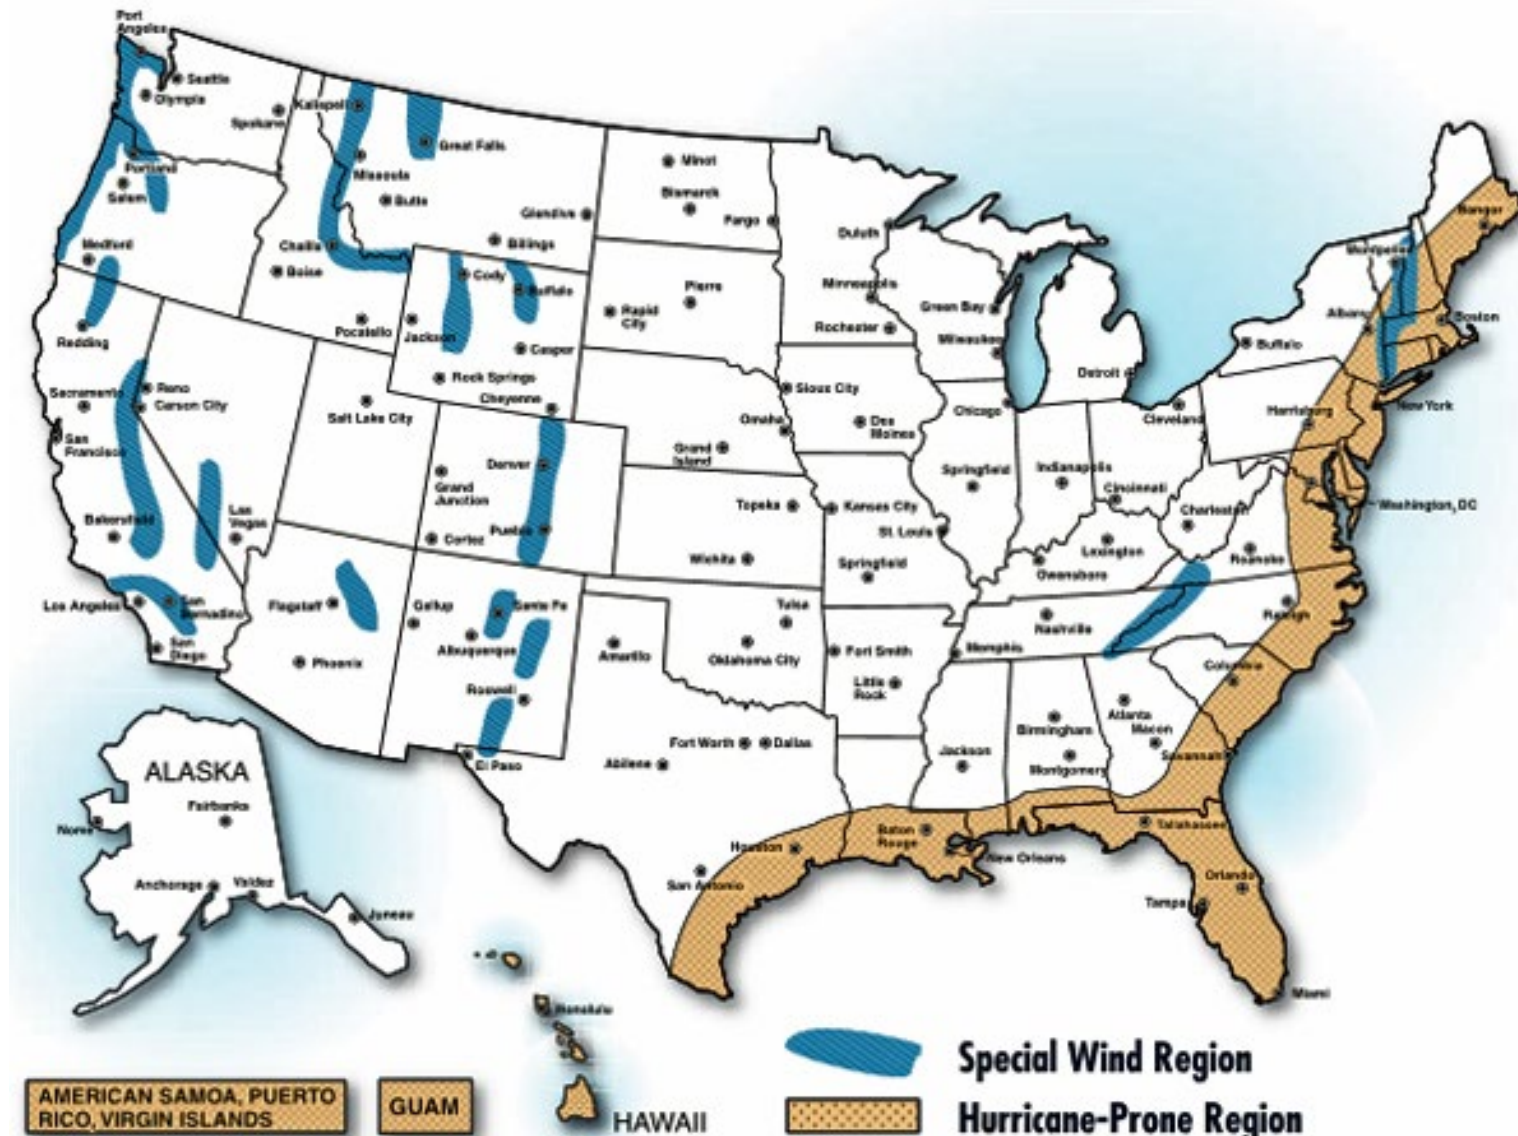 Port
Angeles
Seattle
Olympia
Spokane
Kalispell
Great Falls
Missoula
Butte
Glendive
Billings
Minot
Bismarck
Fargo
Duluth
Portland
Salem
Medford
Challis
Boise
Pocatello
Cody
Buffalo
Jackson
Casper
Rock Springs
Cheyenne
Rapid
City
Pierre
Minneapolis
Rochester
Green Bay
Milwaukee
Detroit
Chicago
Cleveland
Buffalo
Albany
Montpelier
Bangor
Boston
New York
Harrisburg
Washington, DC
Redding
Sacramento
Reno
Carson City
San
Francisco
Salt Lake City
Denver
Grand
Junction
Pueblo
Cortez
Las
Vegas
Bakersfield
Los Angeles
San
Bernadino
San
Diego
Flagstaff
Phoenix
Gallup
Santa Fe
Albuquerque
Roswell
El Paso
Sioux City
Omaha
Des
Moines
Grand
Island
Topeka
Kansas City
St. Louis
Wichita
Springfield
Springfield
Indianapolis
Cincinnati
Charleston
Lexington
Owensboro
Roanoke
Raleigh
Nashville
Memphis
Tulsa
Oklahoma City
Amarillo
Fort Smith
Little
Rock
Columbia
Atlanta
Macon
Savannah
Birmingham
Montgomery
Jackson
Fort Worth
Dallas
Abilene
Houston
San Antonio
Baton
Rouge
New Orleans
Tallahassee
Orlando
Tampa
Miami
ALASKA
Fairbanks
Nome
Anchorage
Valdez
Juneau
Honolulu
HAWAII
AMERICAN SAMOA, PUERTO
RICO, VIRGIN ISLANDS
GUAM
Special Wind Region
Hurricane-Prone Region